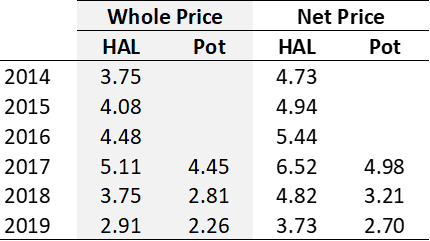 Whole Price Net Price
HAL Pot HAL Pot
2014 3.75 4.73
2015 4.08 4.94
2016 4.48 5.44
2017 5.11 4.45 6.52 4.98
2018 3.75 2.81 4.82 3.21
2019 2.91 2.26 3.73 2.70